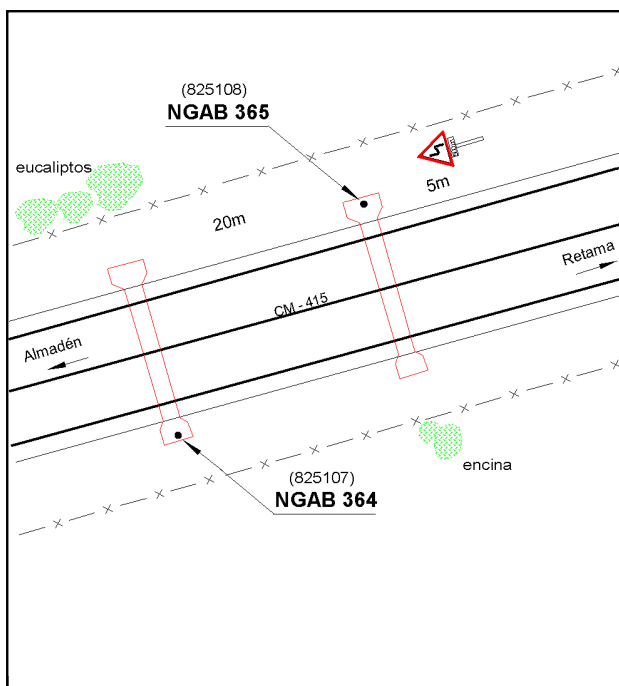 (825108)
NGAB 365
eucaliptos
5m
20m
Retama
CM - 415
Almadén
encina
(825107)
NGAB 364